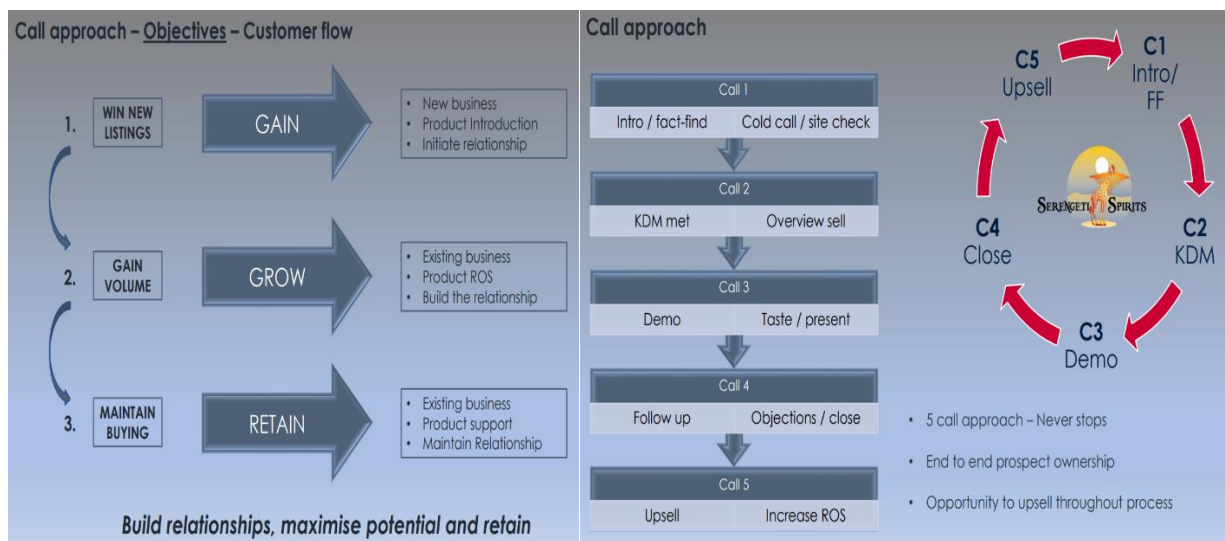 Call approach – Objectives – Customer flow
1.
WIN NEW
LISTINGS
GAIN
• New business
• Product Introduction
• Initiate relationship
2.
GAIN
VOLUME
GROW
• Existing business
• Product ROS
• Build the relationship
3.
MAINTAIN
BUYING
RETAIN
• Existing business
• Product support
• Maintain Relationship
Build relationships, maximise potential and retain
Call approach
Call 1
Intro / fact-find
Cold call / site check
Call 2
KDM met
Overview sell
Call 3
Demo
Taste / present
Call 4
Follow up
Objections / close
Call 5
Upsell
Increase ROS
C1
Intro/
FF
C2
KDM
C3
Demo
C4
Close
C5
Upsell
SERENGETI SPIRITS
• 5 call approach – Never stops
• End to end prospect ownership
• Opportunity to upsell throughout process